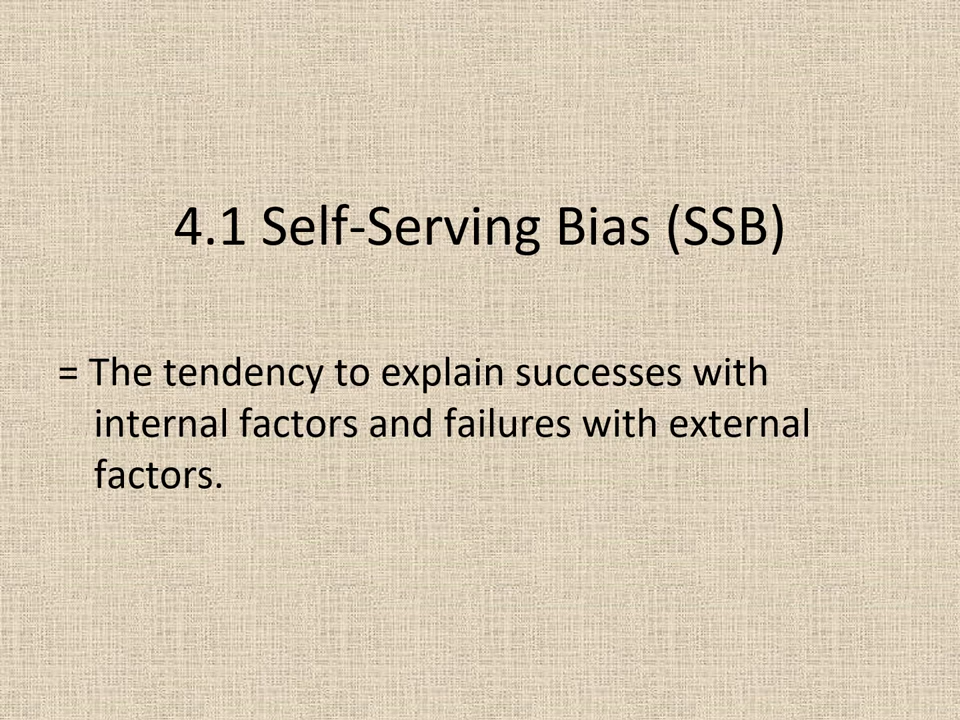 4.1 Self-Serving Bias (SSB)
= The tendency to explain successes with
internal factors and failures with external
factors.